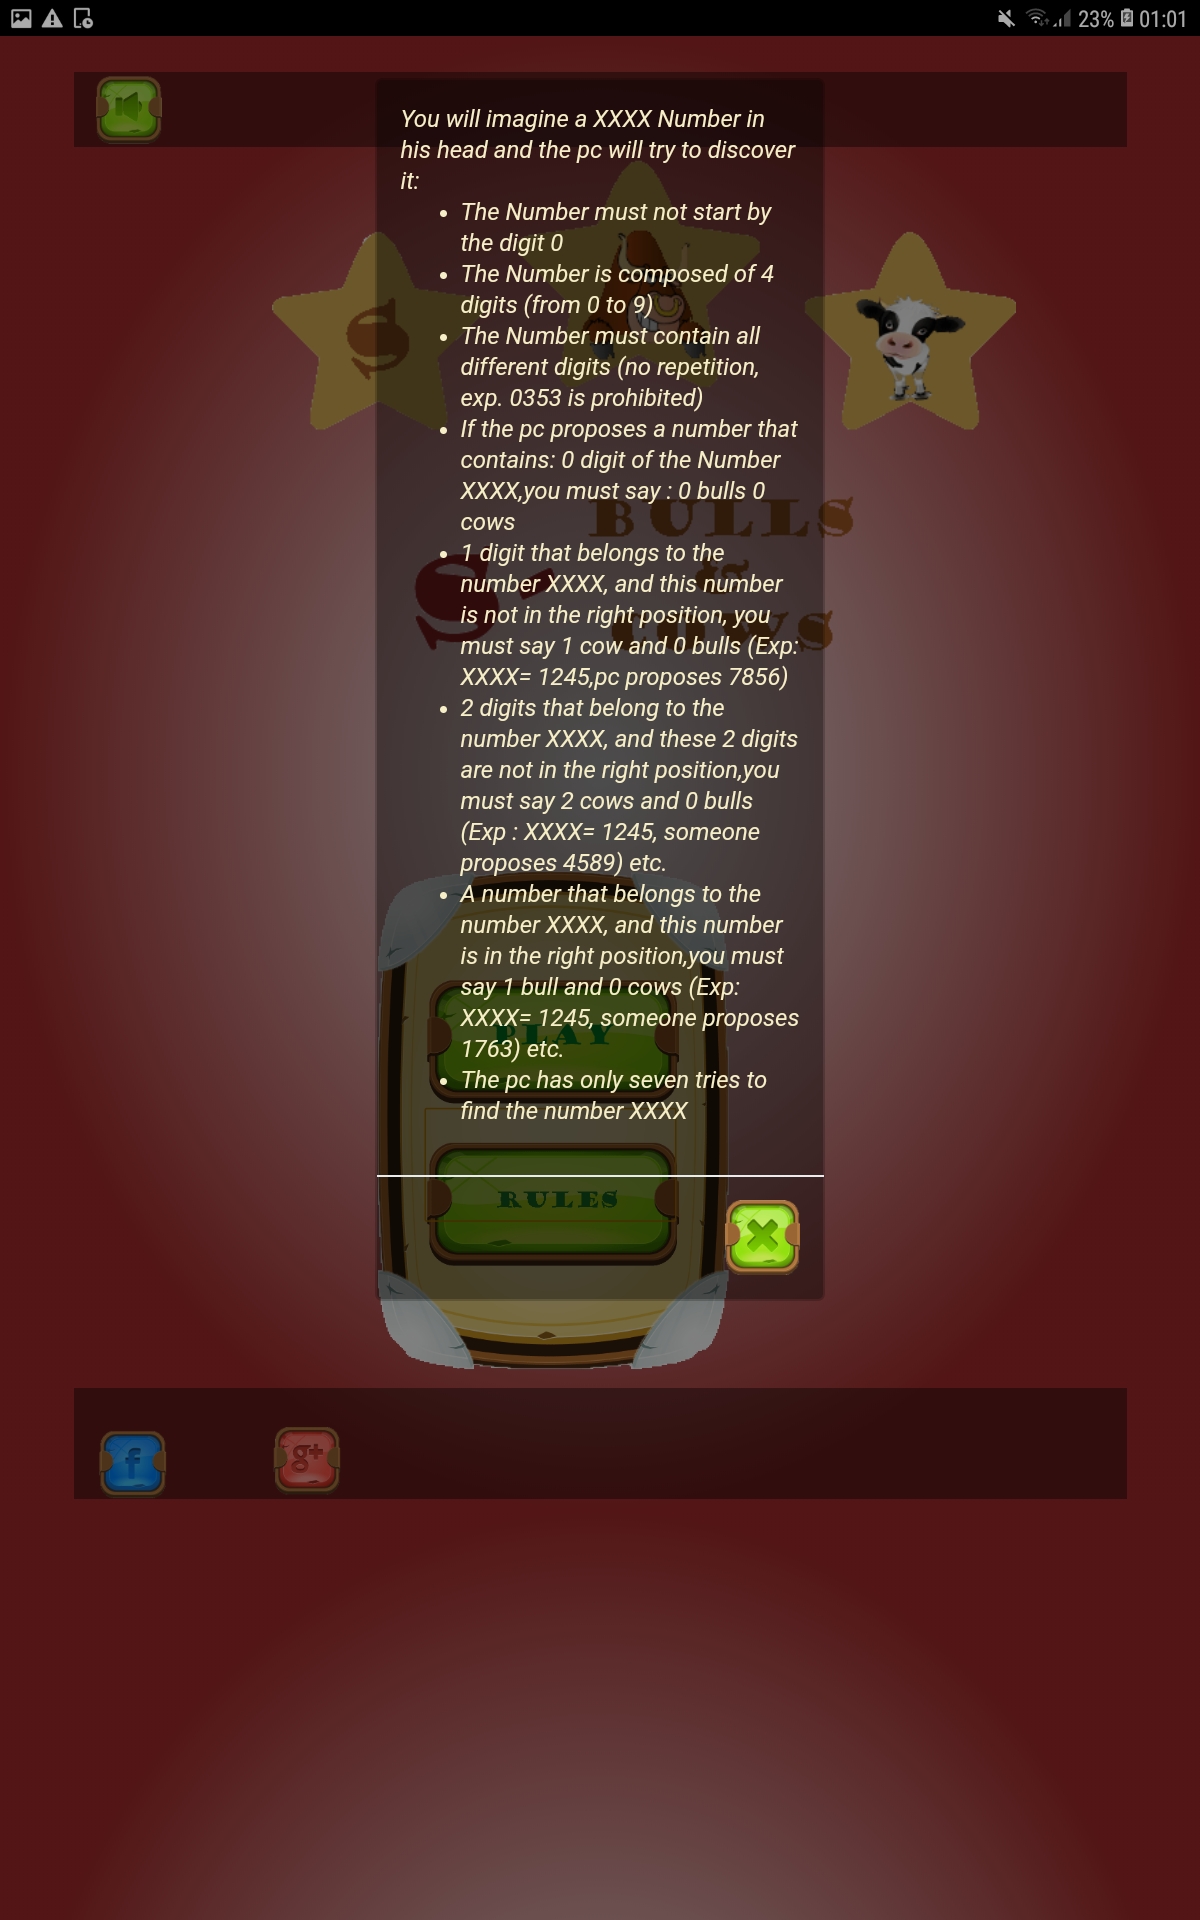 23% 01:01
You will imagine a XXXX Number in
his head and the pc will try to discover
it:
• The Number must not start by
the digit 0
• The Number is composed of 4
digits (from 0 to 9)
• The Number must contain all
different digits (no repetition,
exp. 0353 is prohibited)
• If the pc proposes a number that
contains: 0 digit of the Number
XXXX,you must say : 0 bulls 0
cows
• 1 digit that belongs to the
number XXXX, and this number
is not in the right position, you
must say 1 cow and 0 bulls (Exp:
XXXX= 1245,pc proposes 7856)
• 2 digits that belong to the
number XXXX, and these 2 digits
are not in the right position,you
must say 2 cows and 0 bulls
(Exp : XXXX= 1245, someone
proposes 4589) etc.
• A number that belongs to the
number XXXX, and this number
is in the right position,you must
say 1 bull and 0 cows (Exp:
XXXX= 1245, someone proposes
1763) etc.
• The pc has only seven tries to
find the number XXXX
S
S-
BULLS
&
COWS
PLAY
RULES
f
g+